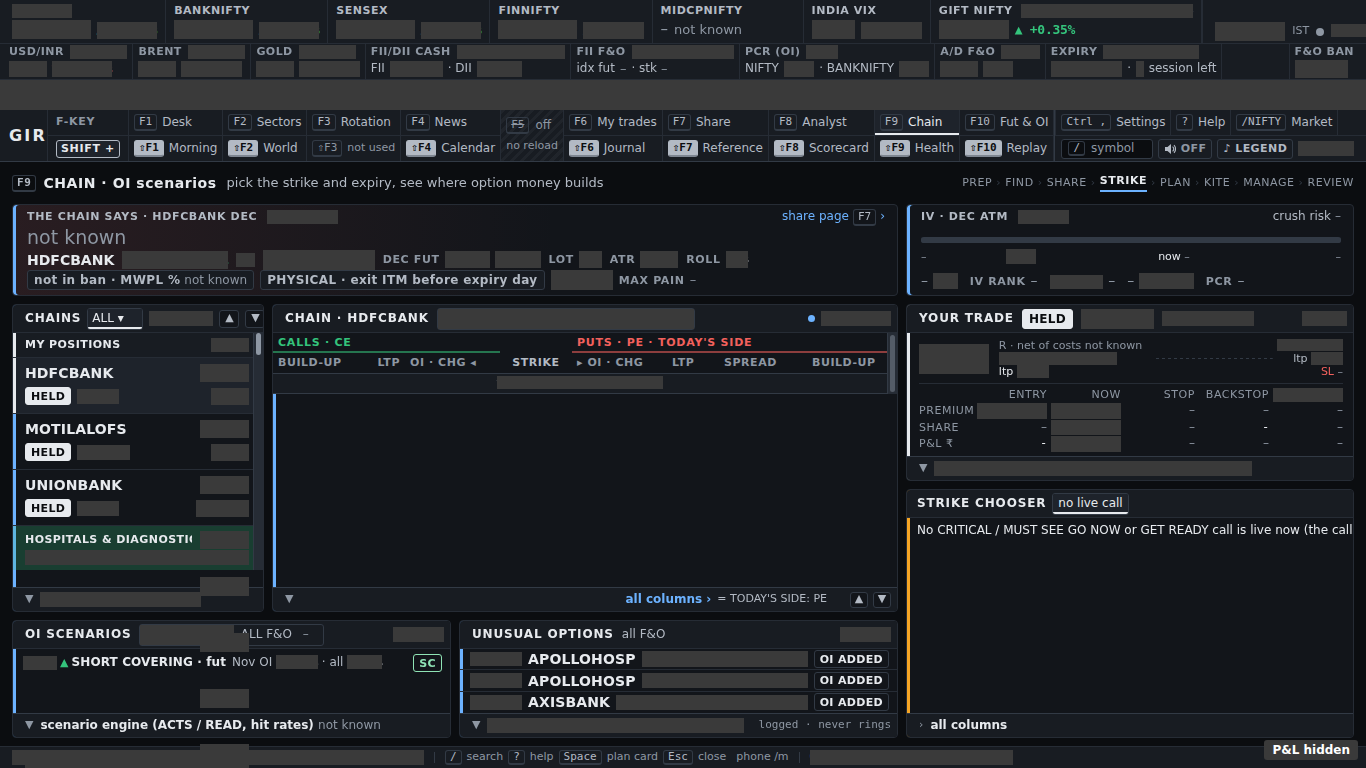 BANKNIFTY SENSEX FINNIFTY MIDCPNIFTY INDIA VIX GIFT NIFTY
– not known ▲ +0.35% IST
USD/INR BRENT GOLD FII/DII CASH FII F&O PCR (OI) A/D F&O EXPIRY F&O BAN
FII · DII idx fut – · stk – NIFTY · BANKNIFTY · session left
GIR
F-KEY F1 Desk F2 Sectors F3 Rotation F4 News F5 off F6 My trades F7 Share F8 Analyst F9 Chain F10 Fut & OI Ctrl , Settings ? Help /NIFTY Market
SHIFT + ⇧F1 Morning ⇧F2 World ⇧F3 not used ⇧F4 Calendar no reload ⇧F6 Journal ⇧F7 Reference ⇧F8 Scorecard ⇧F9 Health ⇧F10 Replay / symbol OFF ♪ LEGEND
F9 CHAIN · OI scenarios pick the strike and expiry, see where option money builds
PREP › FIND › SHARE › STRIKE › PLAN › KITE › MANAGE › REVIEW
THE CHAIN SAYS · HDFCBANK DEC share page F7 ›
not known
HDFCBANK DEC FUT LOT ATR ROLL
not in ban · MWPL % not known PHYSICAL · exit ITM before expiry day MAX PAIN –
IV · DEC ATM crush risk –
– now – –
– IV RANK – – – PCR –
CHAINS ALL ▾ ▲ ▼
MY POSITIONS
HDFCBANK
HELD
MOTILALOFS
HELD
UNIONBANK
HELD
HOSPITALS & DIAGNOSTIC
▼
CHAIN · HDFCBANK
CALLS · CE PUTS · PE · TODAY'S SIDE
BUILD-UP LTP OI · CHG ◂ STRIKE ▸ OI · CHG LTP SPREAD BUILD-UP
▼ all columns › = TODAY'S SIDE: PE ▲ ▼
YOUR TRADE HELD
R · net of costs not known
ltp
ltp SL –
ENTRY NOW STOP BACKSTOP
PREMIUM – – –
SHARE – – - –
P&L ₹ - – – –
▼
STRIKE CHOOSER no live call
No CRITICAL / MUST SEE GO NOW or GET READY call is live now (the call
› all columns
OI SCENARIOS ALL F&O –
▲ SHORT COVERING · fut Nov OI · all SC
▼ scenario engine (ACTS / READ, hit rates) not known
UNUSUAL OPTIONS all F&O
APOLLOHOSP OI ADDED
APOLLOHOSP OI ADDED
AXISBANK OI ADDED
▼ logged · never rings
/ search ? help Space plan card Esc close phone /m
P&L hidden